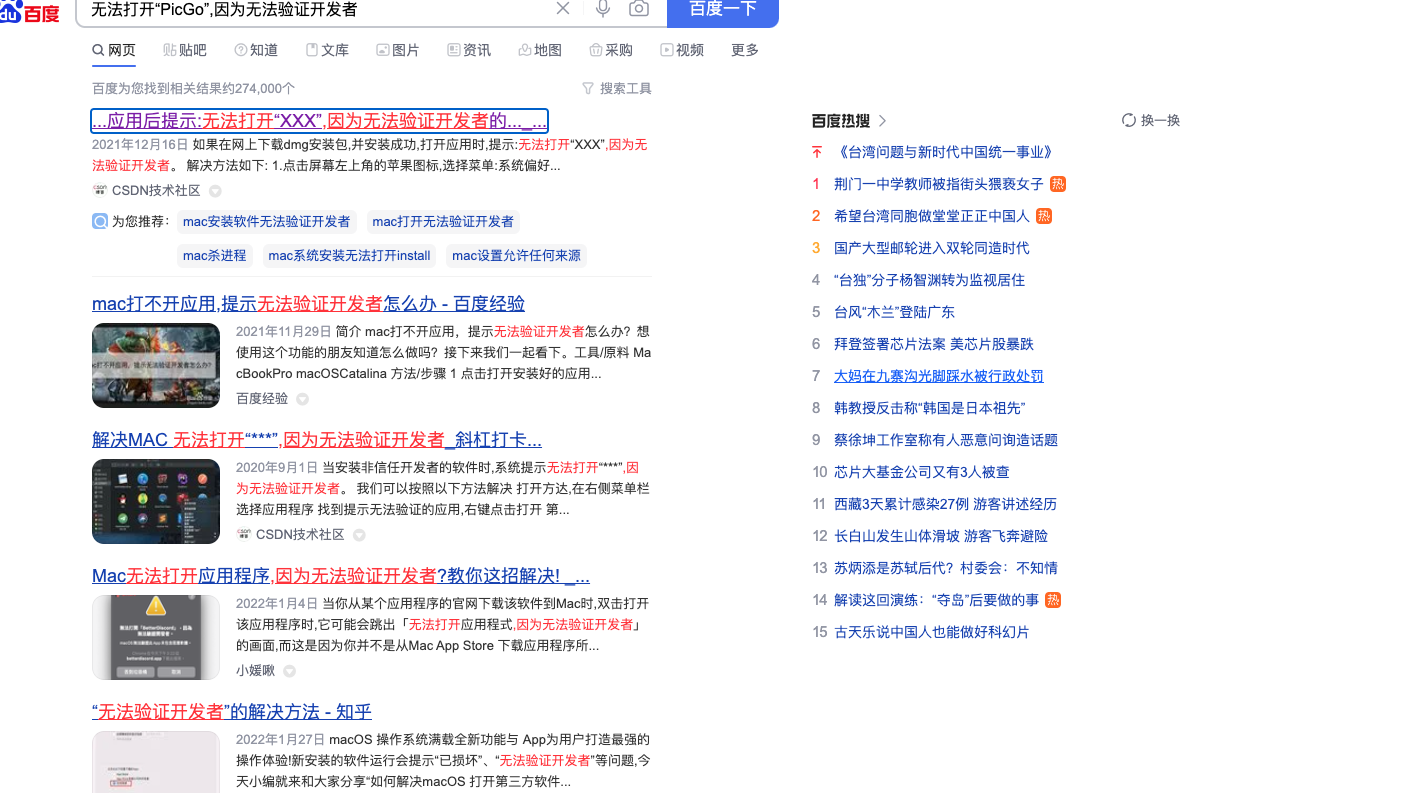 百度
无法打开“PicGo”,因为无法验证开发者
百度一下
网页 贴吧 知道 文库 图片 资讯 地图 采购 视频 更多
百度为您找到相关结果约274,000个
搜索工具
...应用后提示:无法打开“XXX”,因为无法验证开发者的..._...
2021年12月16日 如果在网上下载dmg安装包,并安装成功,打开应用时,提示:无法打开“XXX”,因为无
法验证开发者。 解决方法如下: 1.点击屏幕左上角的苹果图标,选择菜单:系统偏好...
CSDN技术社区
为您推荐：
mac安装软件无法验证开发者
mac打开无法验证开发者
mac杀进程
mac系统安装无法打开install
mac设置允许任何来源
mac打不开应用,提示无法验证开发者怎么办 - 百度经验
2021年11月29日 简介 mac打不开应用，提示无法验证开发者怎么办？想
使用这个功能的朋友知道怎么做吗？接下来我们一起看下。工具/原料 Ma
cBookPro macOSCatalina 方法/步骤 1 点击打开安装好的应用...
百度经验
解决MAC 无法打开“***”,因为无法验证开发者_斜杠打卡...
2020年9月1日 当安装非信任开发者的软件时,系统提示无法打开“***”,因
为无法验证开发者。 我们可以按照以下方法解决 打开方达,在右侧菜单栏
选择应用程序 找到提示无法验证的应用,右键点击打开 第...
CSDN技术社区
Mac无法打开应用程序,因为无法验证开发者?教你这招解决! _...
2022年1月4日 当你从某个应用程序的官网下载该软件到Mac时,双击打开
该应用程序时,它可能会跳出「无法打开应用程式,因为无法验证开发者」
的画面,而这是因为你并不是从Mac App Store 下载应用程序所...
小媛啾
“无法验证开发者”的解决方法 - 知乎
2022年1月27日 macOS 操作系统满载全新功能与 App为用户打造最强的
操作体验!新安装的软件运行会提示“已损坏”、“无法验证开发者”等问题,今
天小编就来和大家分享“如何解决macOS 打开第三方软件...
百度热搜
换一换
《台湾问题与新时代中国统一事业》
1 荆门一中学教师被指街头猥亵女子 热
2 希望台湾同胞做堂堂正正中国人 热
3 国产大型邮轮进入双轮同造时代
4 “台独”分子杨智渊转为监视居住
5 台风“木兰”登陆广东
6 拜登签署芯片法案 美芯片股暴跌
7 大妈在九寨沟光脚踩水被行政处罚
8 韩教授反击称“韩国是日本祖先”
9 蔡徐坤工作室称有人恶意问询造话题
10 芯片大基金公司又有3人被查
11 西藏3天累计感染27例 游客讲述经历
12 长白山发生山体滑坡 游客飞奔避险
13 苏炳添是苏轼后代？村委会：不知情
14 解读这回演练：“夺岛”后要做的事 热
15 古天乐说中国人也能做好科幻片